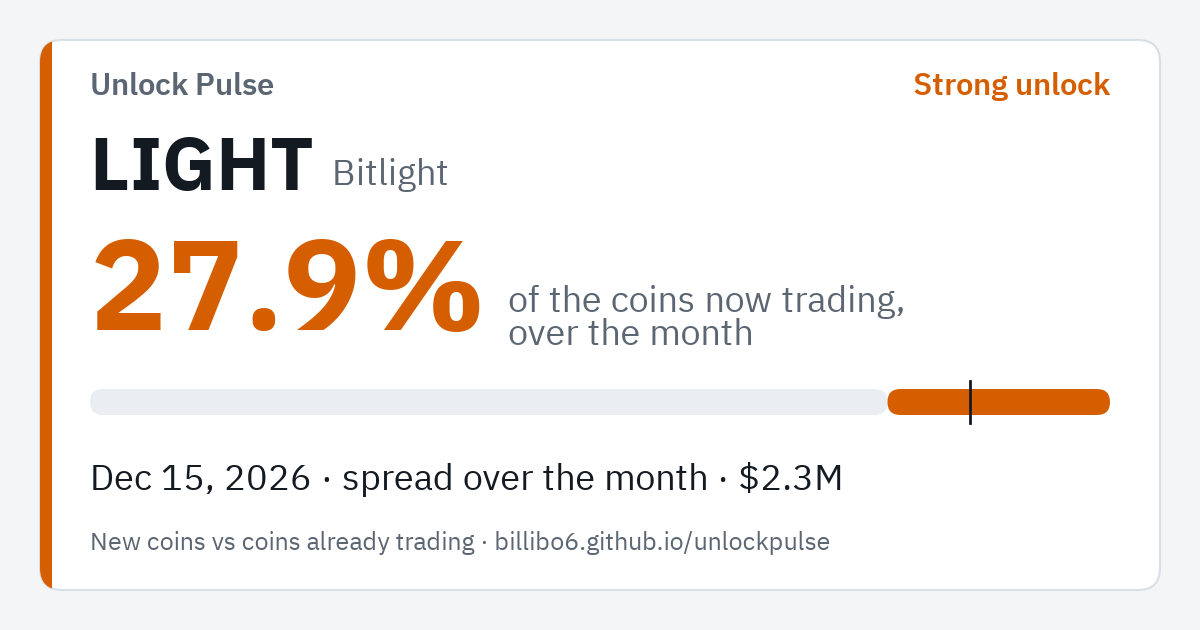 Unlock Pulse
Strong unlock
LIGHT Bitlight
27.9% of the coins now trading,
over the month
Dec 15, 2026 · spread over the month · $2.3M
New coins vs coins already trading · billibo6.github.io/unlockpulse